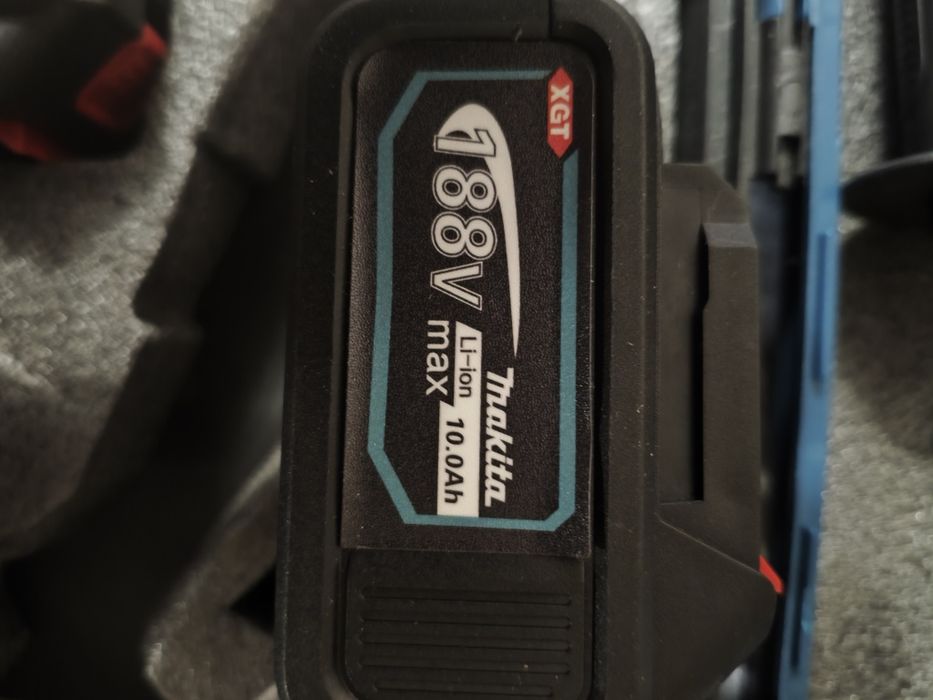 XGT
188V
max
makita
Li-ion 10.0Ah